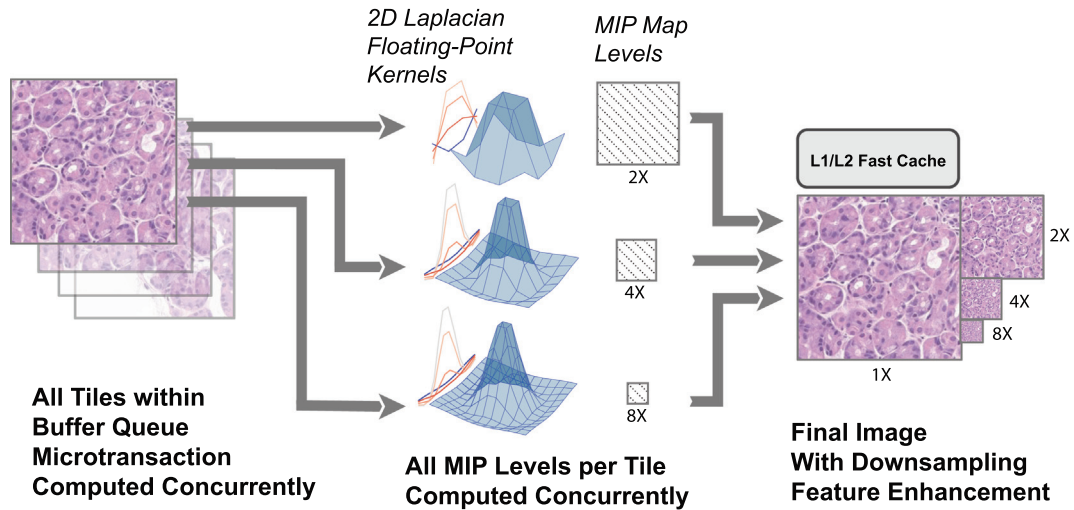 2D Laplacian
Floating-Point
Kernels
MIP Map
Levels
2X
4X
8X
L1/L2 Fast Cache
2X
4X
8X
1X
All Tiles within
Buffer Queue
Microtransaction
Computed Concurrently
All MIP Levels per Tile
Computed Concurrently
Final Image
With Downsampling
Feature Enhancement